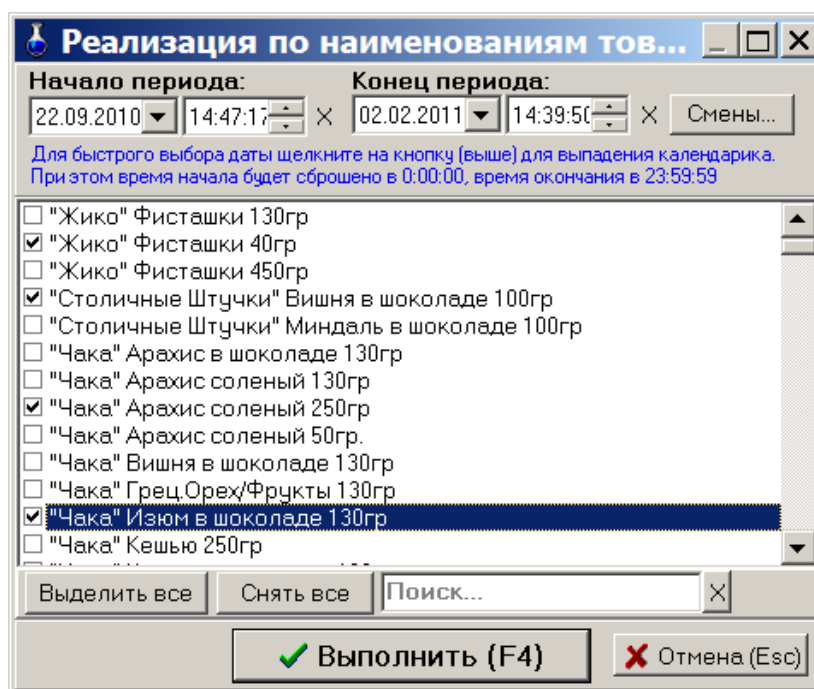 Реализация по наименованиям тов...
Начало периода: Конец периода:
22.09.2010 14:47:17 X 02.02.2011 14:39:50 X Смены...
Для быстрого выбора даты щелкните на кнопку (выше) для выпадения календарика.
При этом время начала будет сброшено в 0:00:00, время окончания в 23:59:59
"Жико" Фисташки 130гр
"Жико" Фисташки 40гр
"Жико" Фисташки 450гр
"Столичные Штучки" Вишня в шоколаде 100гр
"Столичные Штучки" Миндаль в шоколаде 100гр
"Чака" Арахис в шоколаде 130гр
"Чака" Арахис соленый 130гр
"Чака" Арахис соленый 250гр
"Чака" Арахис соленый 50гр.
"Чака" Вишня в шоколаде 130гр
"Чака" Грец.Орех/Фрукты 130гр
"Чака" Изюм в шоколаде 130гр
"Чака" Кешью 250гр
Выделить все Снять все Поиск... X
Выполнить (F4) Отмена (Esc)